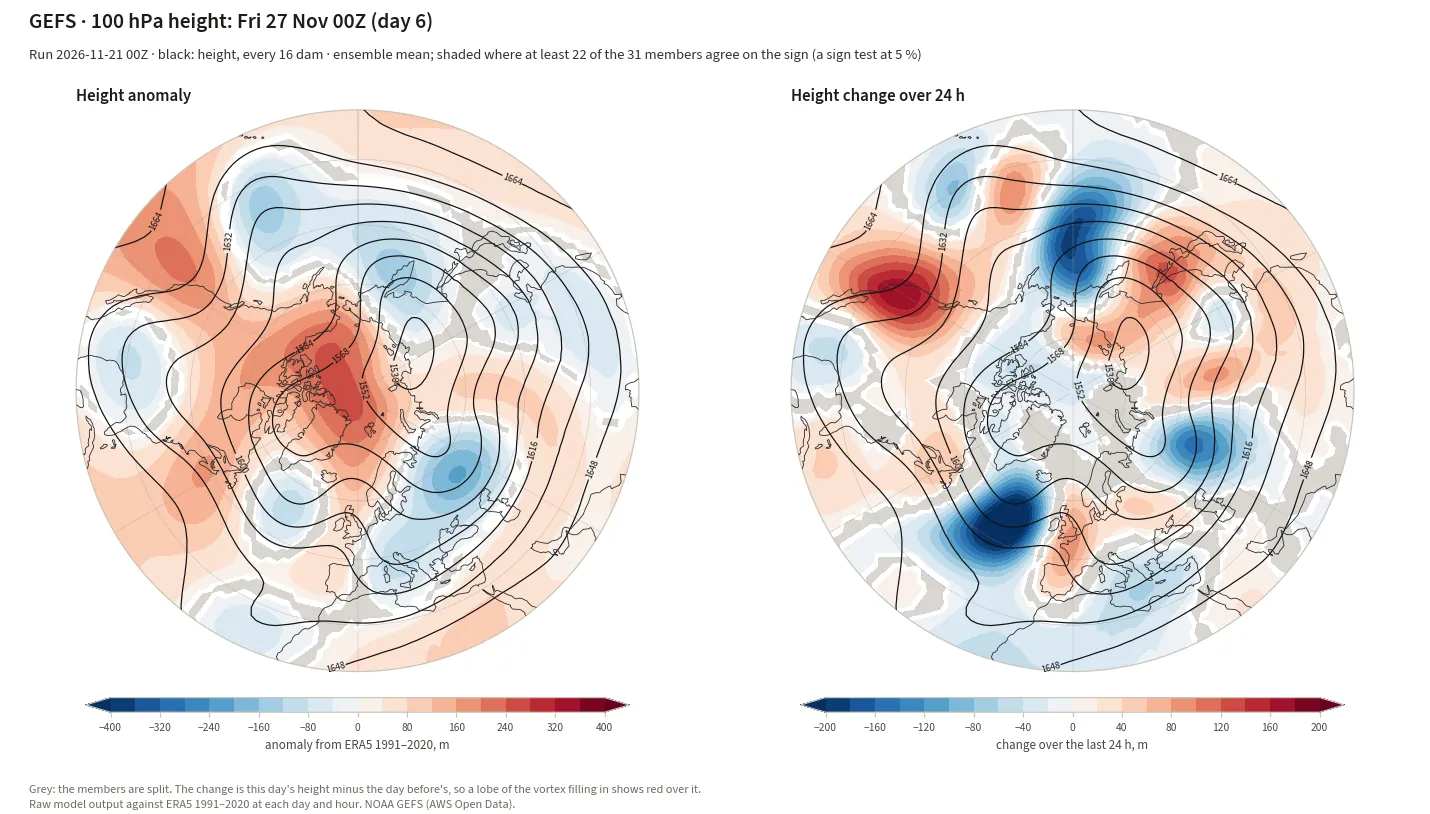 GEFS · 100 hPa height: Fri 27 Nov 00Z (day 6)
Run 2026-11-21 00Z · black: height, every 16 dam · ensemble mean; shaded where at least 22 of the 31 members agree on the sign (a sign test at 5 %)
Height anomaly
Height change over 24 h
1664
1664
1632
1584
1568
1552
1616
1648
1648
1664
1664
1632
1584
1568
1552
1616
1648
1648
−400 −320 −240 −160 −80 0 80 160 240 320 400
anomaly from ERA5 1991–2020, m
−200 −160 −120 −80 −40 0 40 80 120 160 200
change over the last 24 h, m
Grey: the members are split. The change is this day's height minus the day before's, so a lobe of the vortex filling in shows red over it.
Raw model output against ERA5 1991–2020 at each day and hour. NOAA GEFS (AWS Open Data).